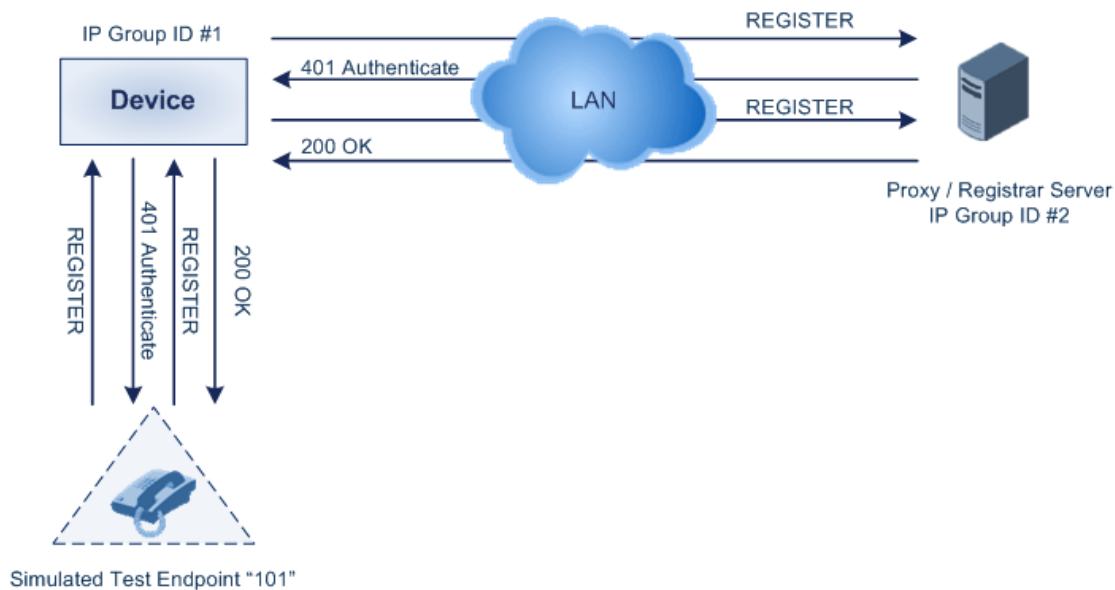 IP Group ID #1
REGISTER
401 Authenticate
Device
LAN
REGISTER
200 OK
Proxy / Registrar Server
IP Group ID #2
REGISTER
401 Authenticate
REGISTER
200 OK
Simulated Test Endpoint “101”